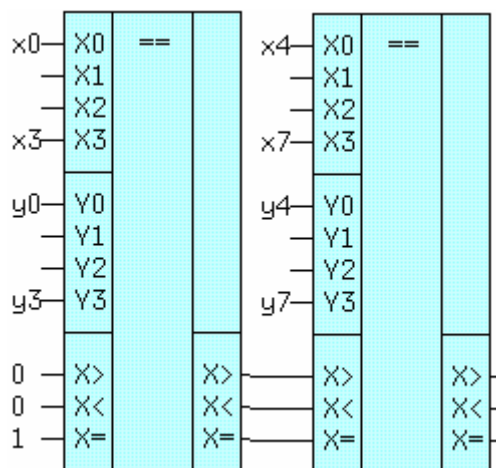 x0 X0 == x4 X0 ==
X1 X1
X2 X2
x3 X3 x7 X3
y0 Y0 y4 Y0
Y1 Y1
Y2 Y2
y3 Y3 y7 Y3
0 X> X> X> X>
0 X< X< X< X<
1 X= X= X= X=